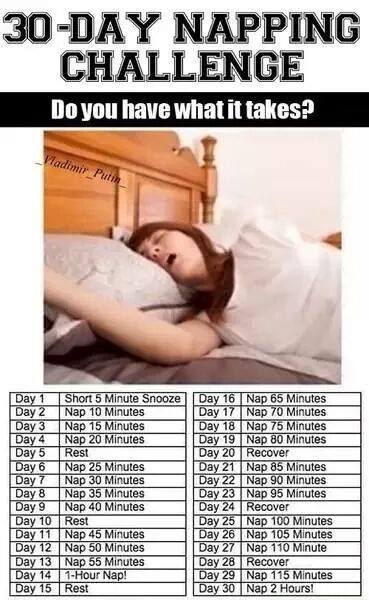 30-DAY NAPPING
CHALLENGE
Do you have what it takes?
_Vladimir_Putin_
Day 1 Short 5 Minute Snooze
Day 2 Nap 10 Minutes
Day 3 Nap 15 Minutes
Day 4 Nap 20 Minutes
Day 5 Rest
Day 6 Nap 25 Minutes
Day 7 Nap 30 Minutes
Day 8 Nap 35 Minutes
Day 9 Nap 40 Minutes
Day 10 Rest
Day 11 Nap 45 Minutes
Day 12 Nap 50 Minutes
Day 13 Nap 55 Minutes
Day 14 1-Hour Nap!
Day 15 Rest
Day 16 Nap 65 Minutes
Day 17 Nap 70 Minutes
Day 18 Nap 75 Minutes
Day 19 Nap 80 Minutes
Day 20 Recover
Day 21 Nap 85 Minutes
Day 22 Nap 90 Minutes
Day 23 Nap 95 Minutes
Day 24 Recover
Day 25 Nap 100 Minutes
Day 26 Nap 105 Minutes
Day 27 Nap 110 Minute
Day 28 Recover
Day 29 Nap 115 Minutes
Day 30 Nap 2 Hours!